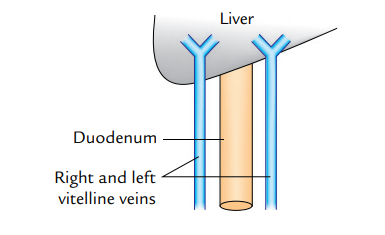 Liver
Duodenum
Right and left
vitelline veins